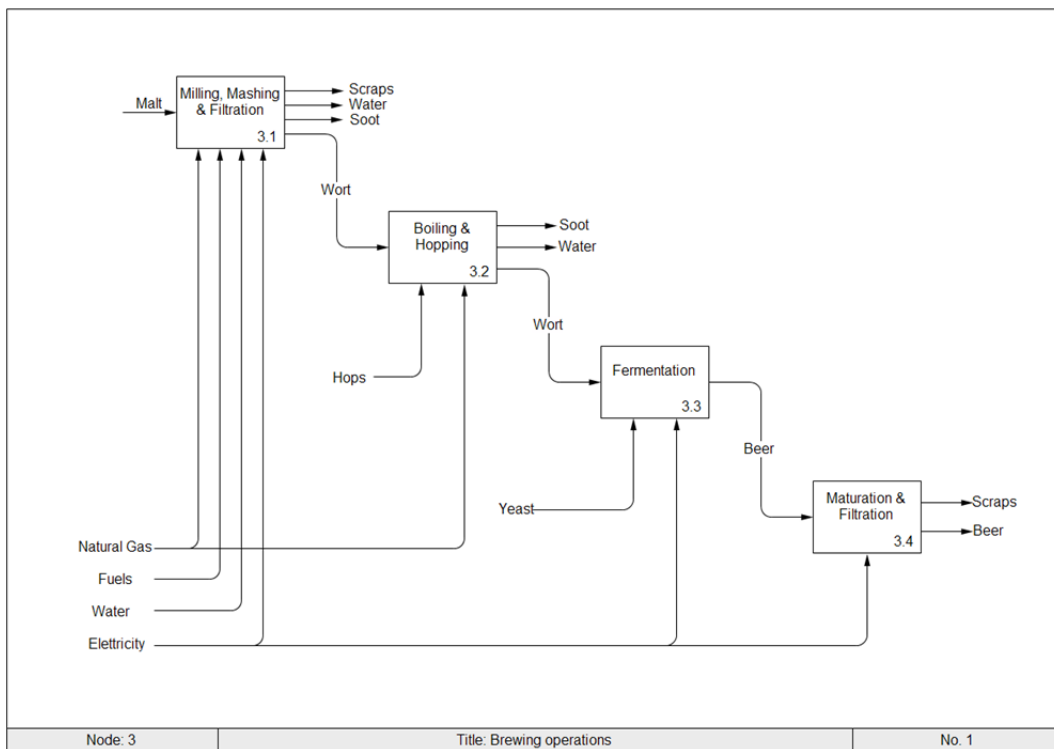 Malt
Milling, Mashing
& Filtration
3.1
Scraps
Water
Soot
Wort
Boiling &
Hopping
3.2
Soot
Water
Hops
Wort
Fermentation
3.3
Yeast
Beer
Maturation &
Filtration
3.4
Scraps
Beer
Natural Gas
Fuels
Water
Elettricity
Node: 3
Title: Brewing operations
No. 1